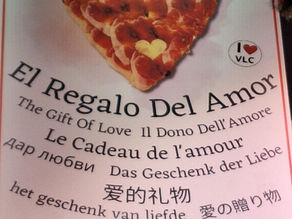 I ♥
VLC
El Regalo Del Amor
The Gift Of Love Il Dono Dell'Amore
Le Cadeau de l'amour
дар любви Das Geschenk der Liebe
爱的礼物
het geschenk van liefde 愛の贈り物